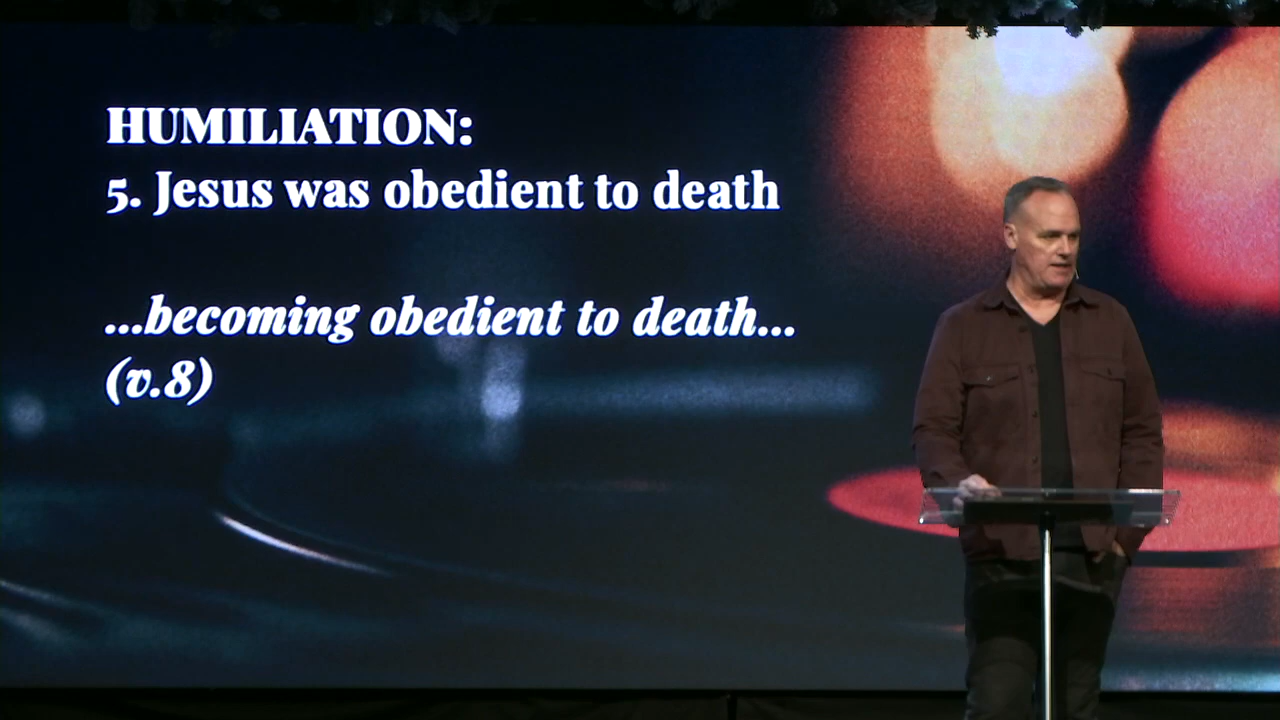 HUMILIATION:
5. Jesus was obedient to death
...becoming obedient to death...
(v.8)